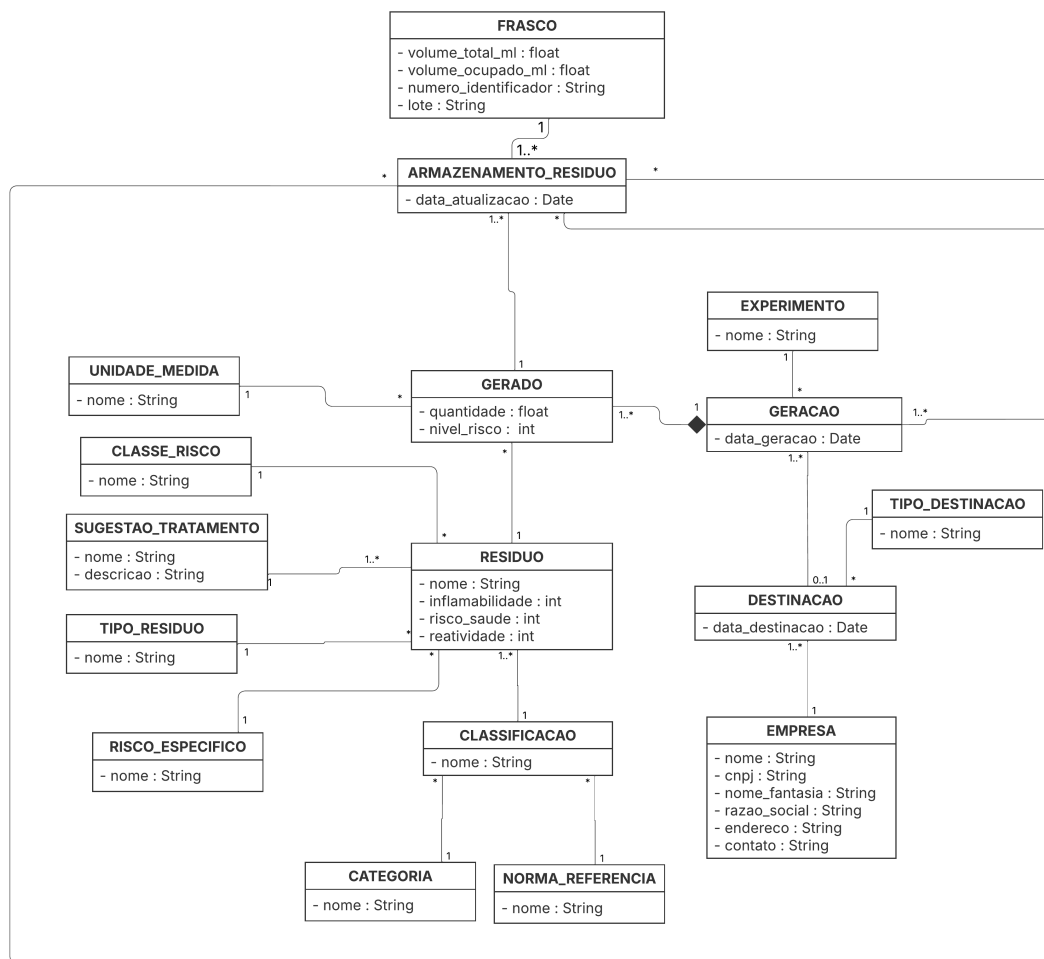 FRASCO
- volume_total_ml : float
- volume_ocupado_ml : float
- numero_identificador : String
- lote : String
1
1..*
* ARMAZENAMENTO_RESIDUO *
- data_atualizacao : Date
1..* *
EXPERIMENTO
- nome : String
1
*
UNIDADE_MEDIDA
- nome : String
1
*
1
GERADO
- quantidade : float
- nivel_risco : int
1..*
*
1
GERACAO
- data_geracao : Date
1..*
1..*
CLASSE_RISCO
- nome : String
1
*
1
TIPO_DESTINACAO
- nome : String
1
*
SUGESTAO_TRATAMENTO
- nome : String
- descricao : String
1
1..*
RESIDUO
- nome : String
- inflamabilidade : int
- risco_saude : int
- reatividade : int
*
* 1..*
0..1
DESTINACAO
- data_destinacao : Date
1..*
TIPO_RESIDUO
- nome : String
1
1
RISCO_ESPECIFICO
- nome : String
1
CLASSIFICACAO
- nome : String
* *
1
EMPRESA
- nome : String
- cnpj : String
- nome_fantasia : String
- razao_social : String
- endereco : String
- contato : String
1
CATEGORIA
- nome : String
1
NORMA_REFERENCIA
- nome : String